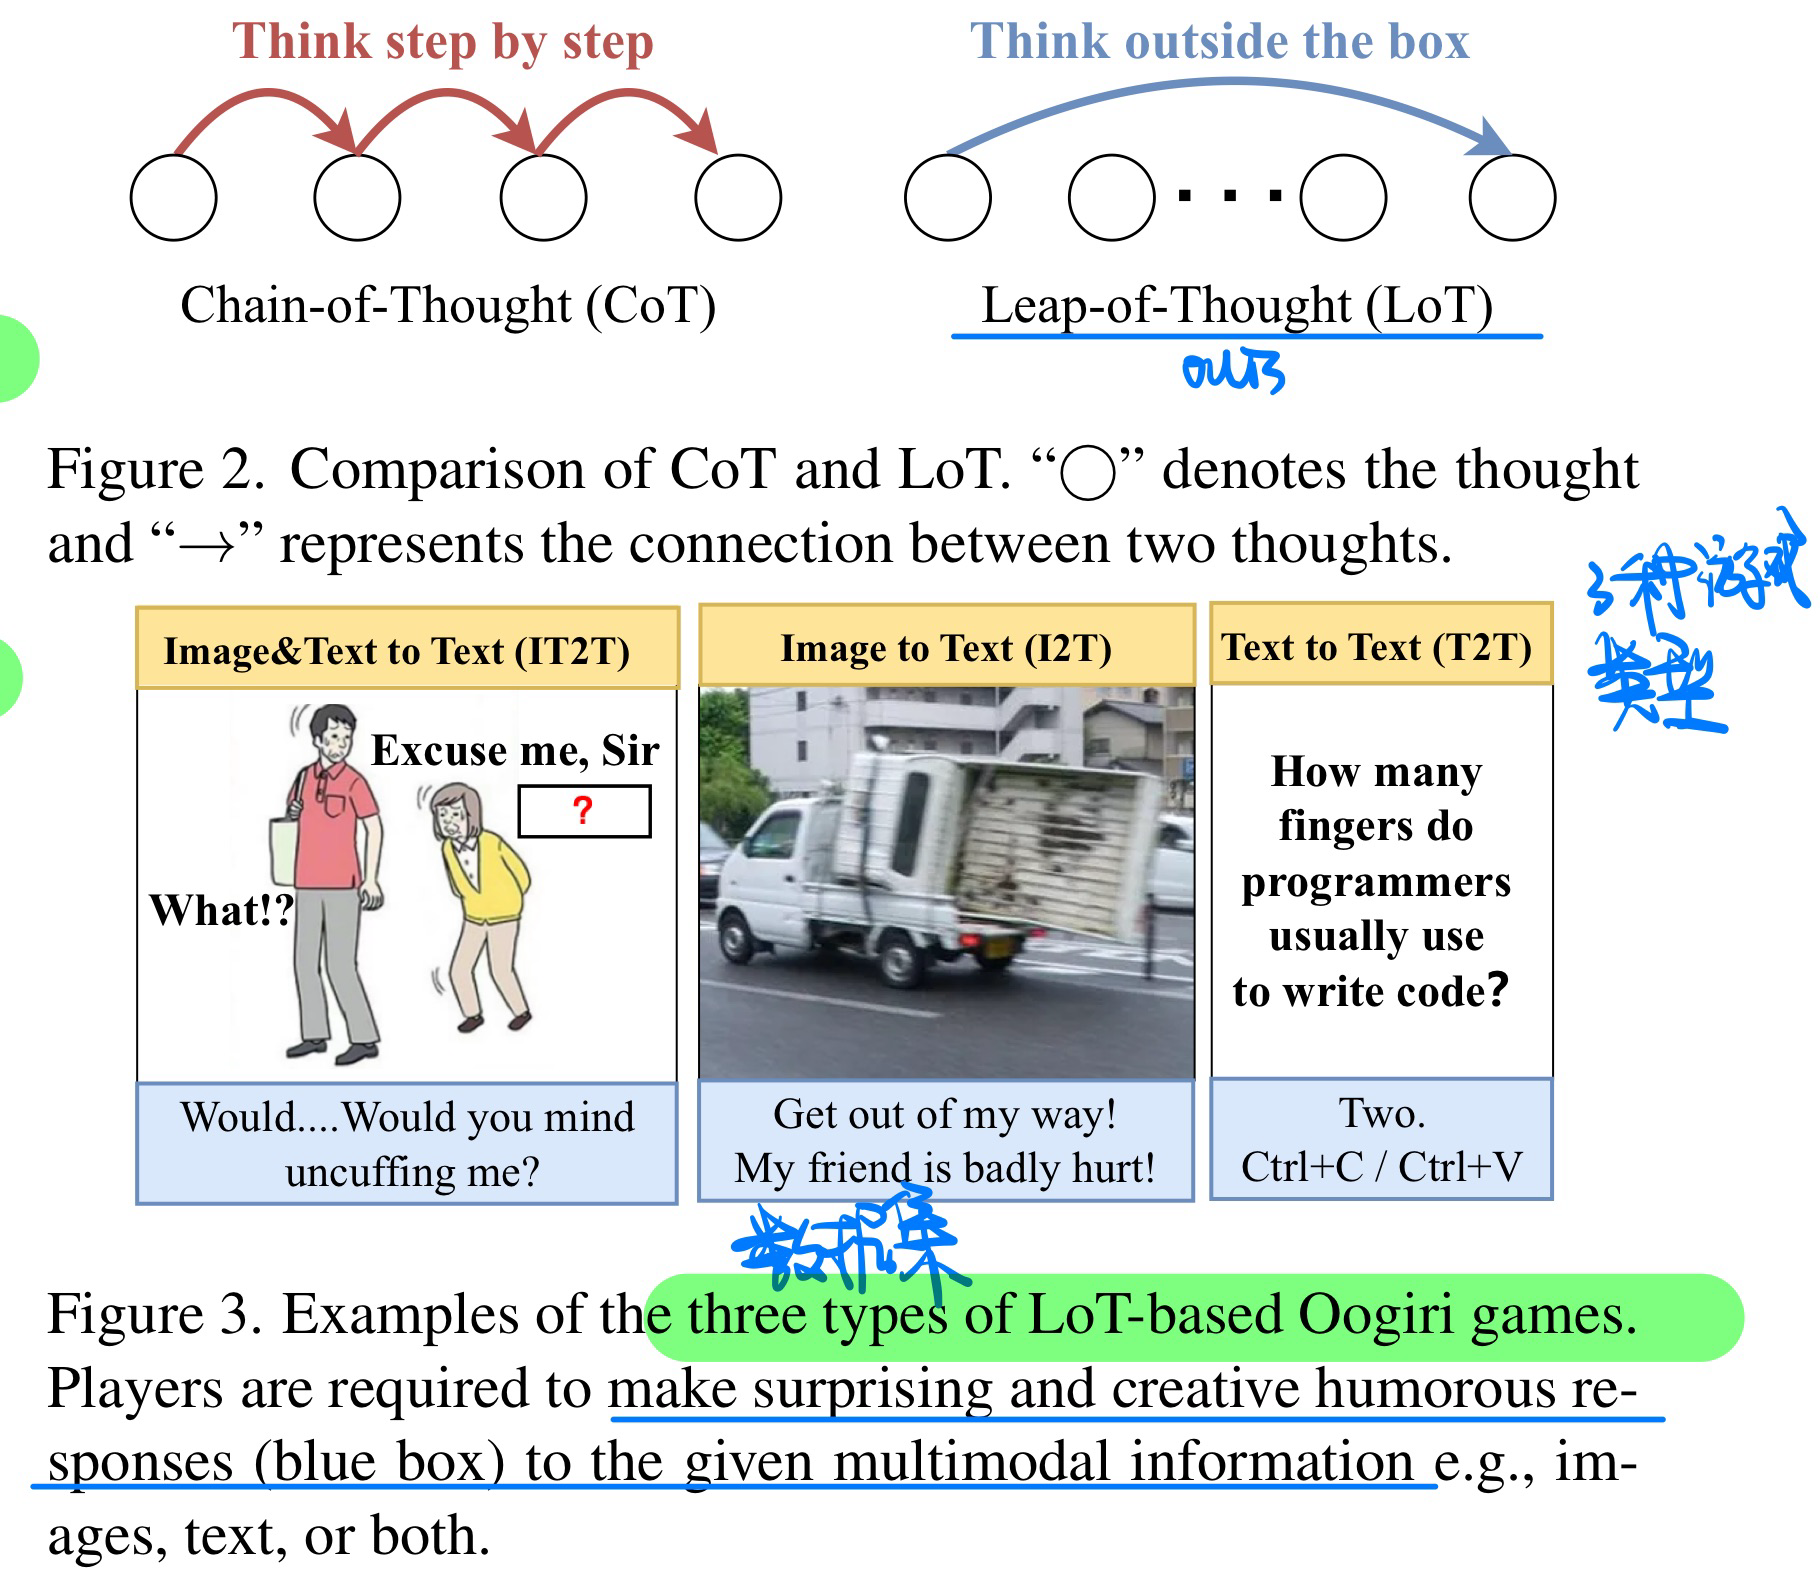 Think step by step
Think outside the box
Chain-of-Thought (CoT)
Leap-of-Thought (LoT)
Figure 2. Comparison of CoT and LoT. “○” denotes the thought
and “→” represents the connection between two thoughts.
3种游戏
类型
Image&Text to Text (IT2T)
Excuse me, Sir
?
What!?
Would....Would you mind
uncuffing me?
Image to Text (I2T)
Get out of my way!
My friend is badly hurt!
Text to Text (T2T)
How many
fingers do
programmers
usually use
to write code?
Two.
Ctrl+C / Ctrl+V
数据集
Figure 3. Examples of the three types of LoT-based Oogiri games.
Players are required to make surprising and creative humorous re-
sponses (blue box) to the given multimodal information e.g., im-
ages, text, or both.